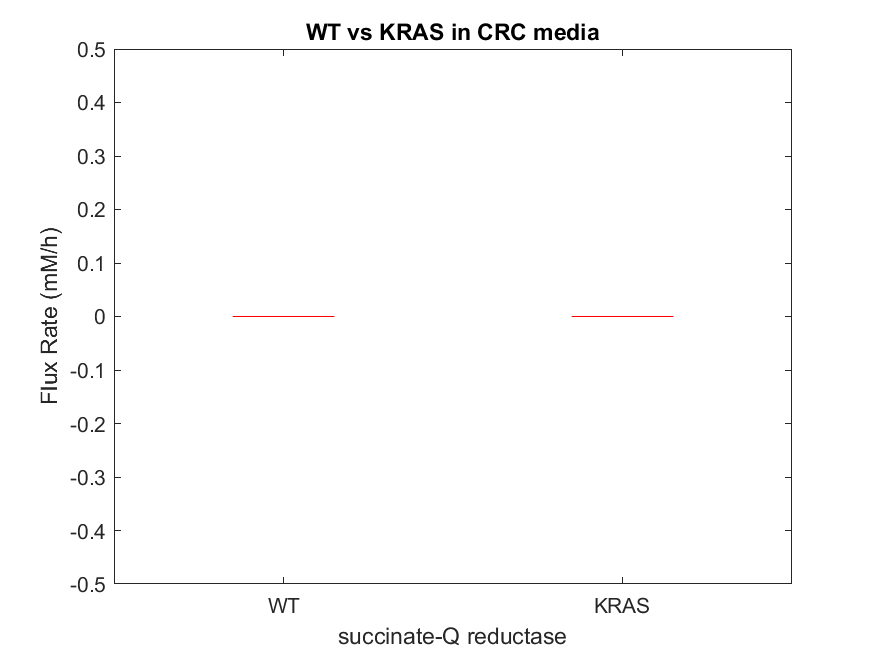 WT vs KRAS in CRC media
0.5
0.4
0.3
0.2
0.1
0
-0.1
-0.2
-0.3
-0.4
-0.5
Flux Rate (mM/h)
WT
KRAS
succinate-Q reductase